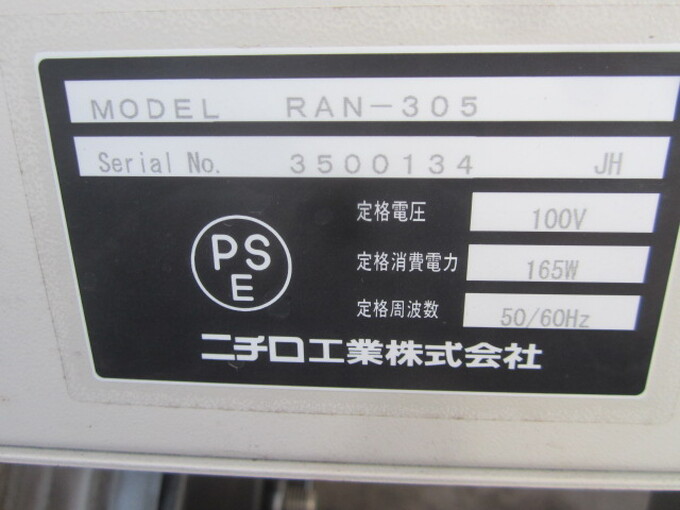 MODEL RAN-305
Serial No. 3500134 JH
定格電圧 100V
PS
E
定格消費電力 165W
定格周波数 50/60Hz
ニチロ工業株式会社